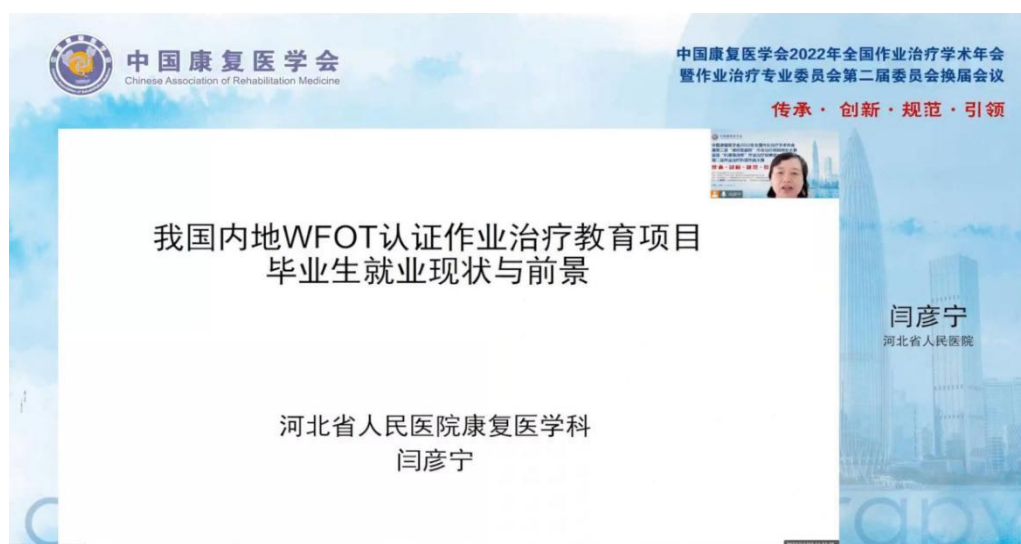 中国康复医学会
Chinese Association of Rehabilitation Medicine
中国康复医学会2022年全国作业治疗学术年会
暨作业治疗专业委员会第二届委员会换届会议
传承 · 创新 · 规范 · 引领
我国内地WFOT认证作业治疗教育项目
毕业生就业现状与前景
河北省人民医院康复医学科
闫彦宁
闫彦宁
河北省人民医院